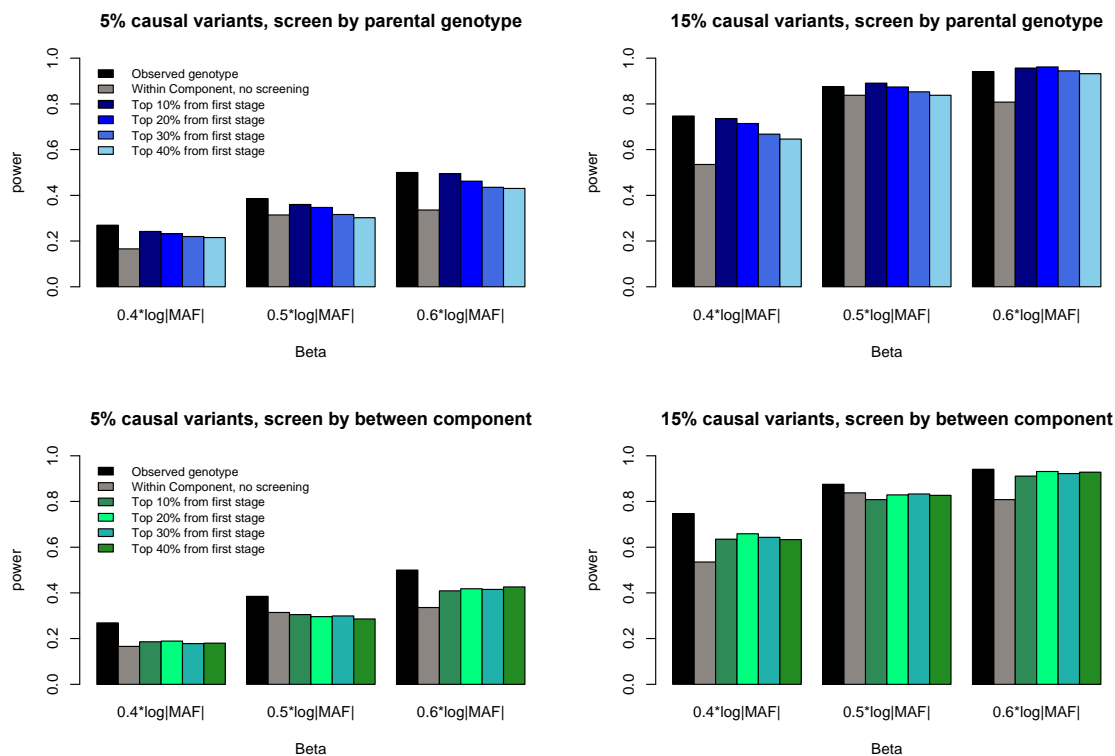 5% causal variants, screen by parental genotype
power
0.0
0.2
0.4
0.6
0.8
1.0
Observed genotype
Within Component, no screening
Top 10% from first stage
Top 20% from first stage
Top 30% from first stage
Top 40% from first stage
0.4*log|MAF|
0.5*log|MAF|
0.6*log|MAF|
Beta
15% causal variants, screen by parental genotype
power
0.0
0.2
0.4
0.6
0.8
1.0
0.4*log|MAF|
0.5*log|MAF|
0.6*log|MAF|
Beta
5% causal variants, screen by between component
power
0.0
0.2
0.4
0.6
0.8
1.0
Observed genotype
Within Component, no screening
Top 10% from first stage
Top 20% from first stage
Top 30% from first stage
Top 40% from first stage
0.4*log|MAF|
0.5*log|MAF|
0.6*log|MAF|
Beta
15% causal variants, screen by between component
power
0.0
0.2
0.4
0.6
0.8
1.0
0.4*log|MAF|
0.5*log|MAF|
0.6*log|MAF|
Beta